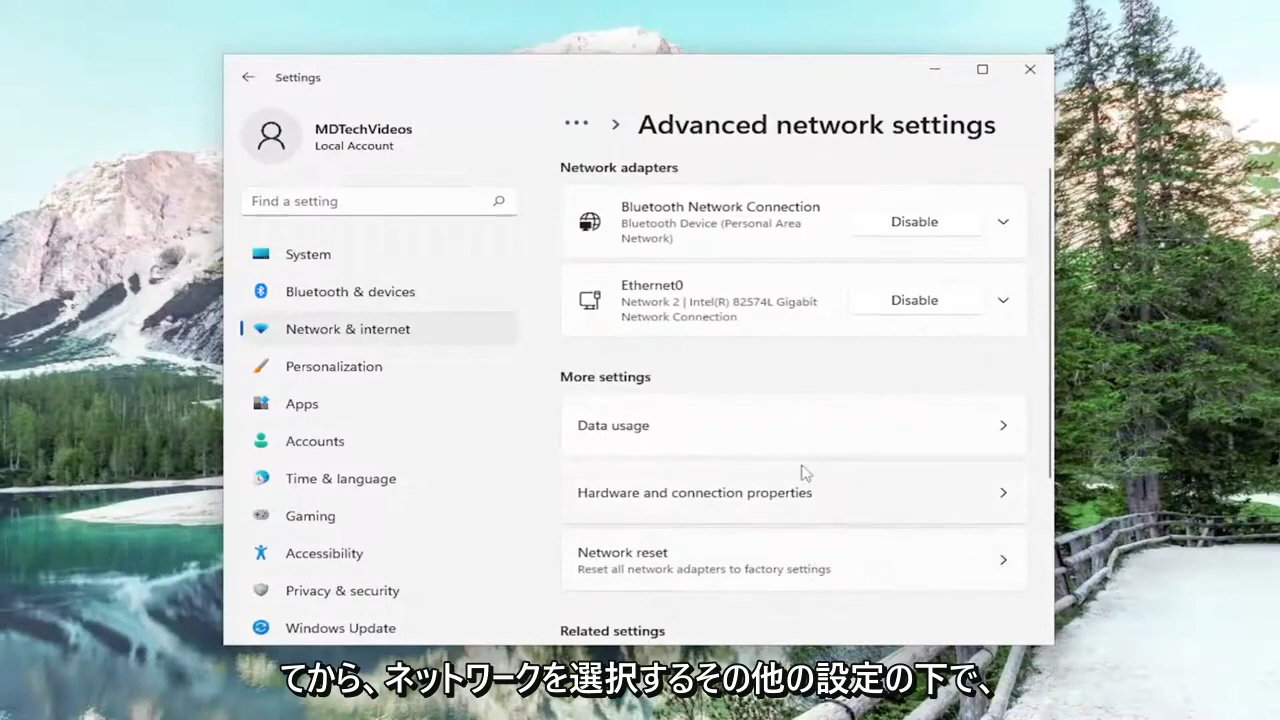 Settings
MDTechVideos
Local Account
Find a setting
System
Bluetooth & devices
Network & internet
Personalization
Apps
Accounts
Time & language
Gaming
Accessibility
Privacy & security
Windows Update
... > Advanced network settings
Network adapters
Bluetooth Network Connection
Bluetooth Device (Personal Area
Network)
Disable
Ethernet0
Network 2 | Intel(R) 82574L Gigabit
Network Connection
Disable
More settings
Data usage
Hardware and connection properties
Network reset
Reset all network adapters to factory settings
Related settings
てから、ネットワークを選択するその他の設定の下で、